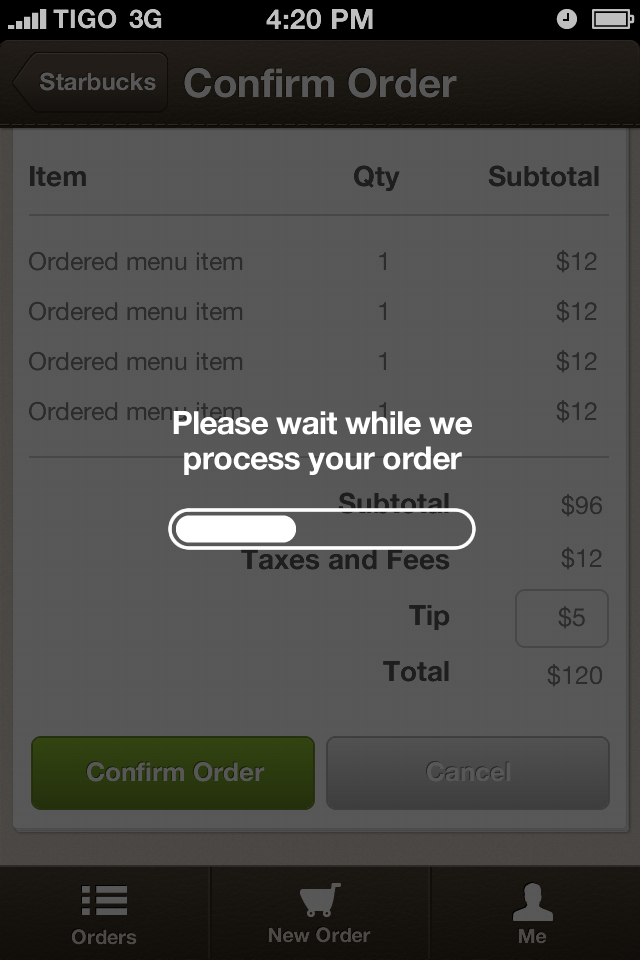 TIGO 3G 4:20 PM
Starbucks Confirm Order
Item Qty Subtotal
Ordered menu item 1 $12
Ordered menu item 1 $12
Ordered menu item 1 $12
Ordered menu item 1 $12
Please wait while we
process your order
Subtotal $96
Taxes and Fees $12
Tip $5
Total $120
Confirm Order Cancel
Orders New Order Me